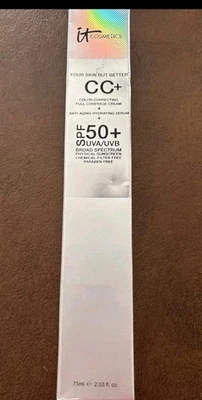 it
COSMETICS
YOUR SKIN BUT BETTER
CC+
COLOR-CORRECTING
FULL COVERAGE CREAM
+
ANTI-AGING HYDRATING SERUM
+
SPF 50+
UVA/UVB
BROAD SPECTRUM
PHYSICAL SUNSCREEN
CHEMICAL-FILTER-FREE
PARABEN FREE
75ml ℮ 2.53 fl. oz.